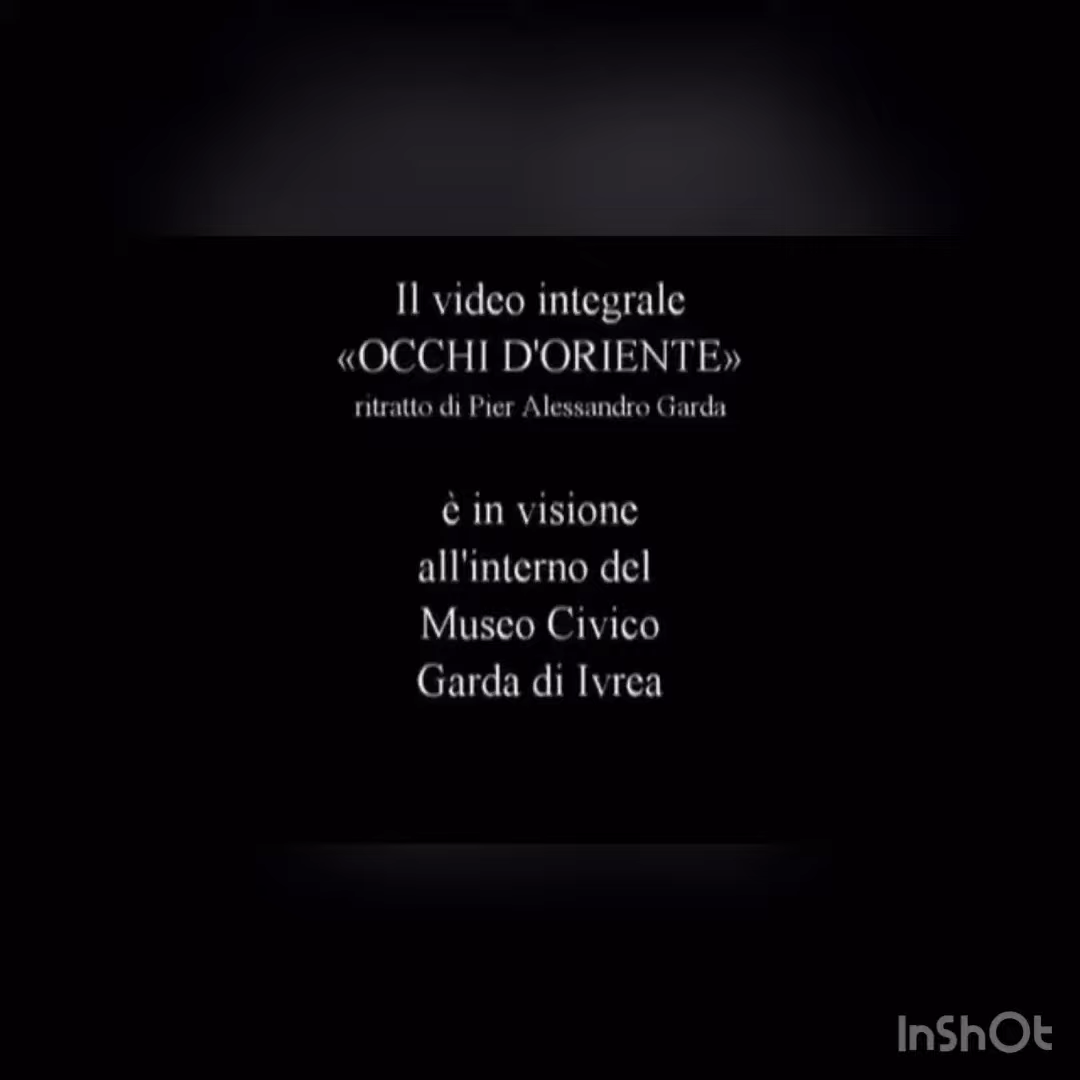 Il video integrale
«OCCHI D'ORIENTE»
ritratto di Pier Alessandro Garda
è in visione
all'interno del
Museo Civico
Garda di Ivrea
InShOt